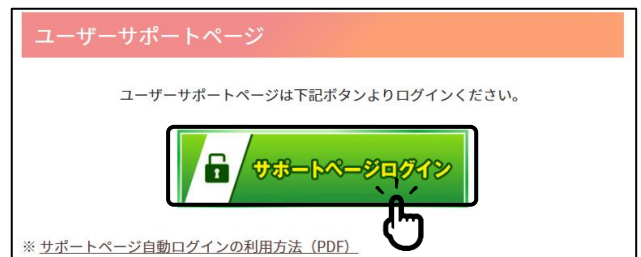 ユーザーサポートページ
ユーザーサポートページは下記ボタンよりログインください。
サポートページログイン
※ サポートページ自動ログインの利用方法（PDF）